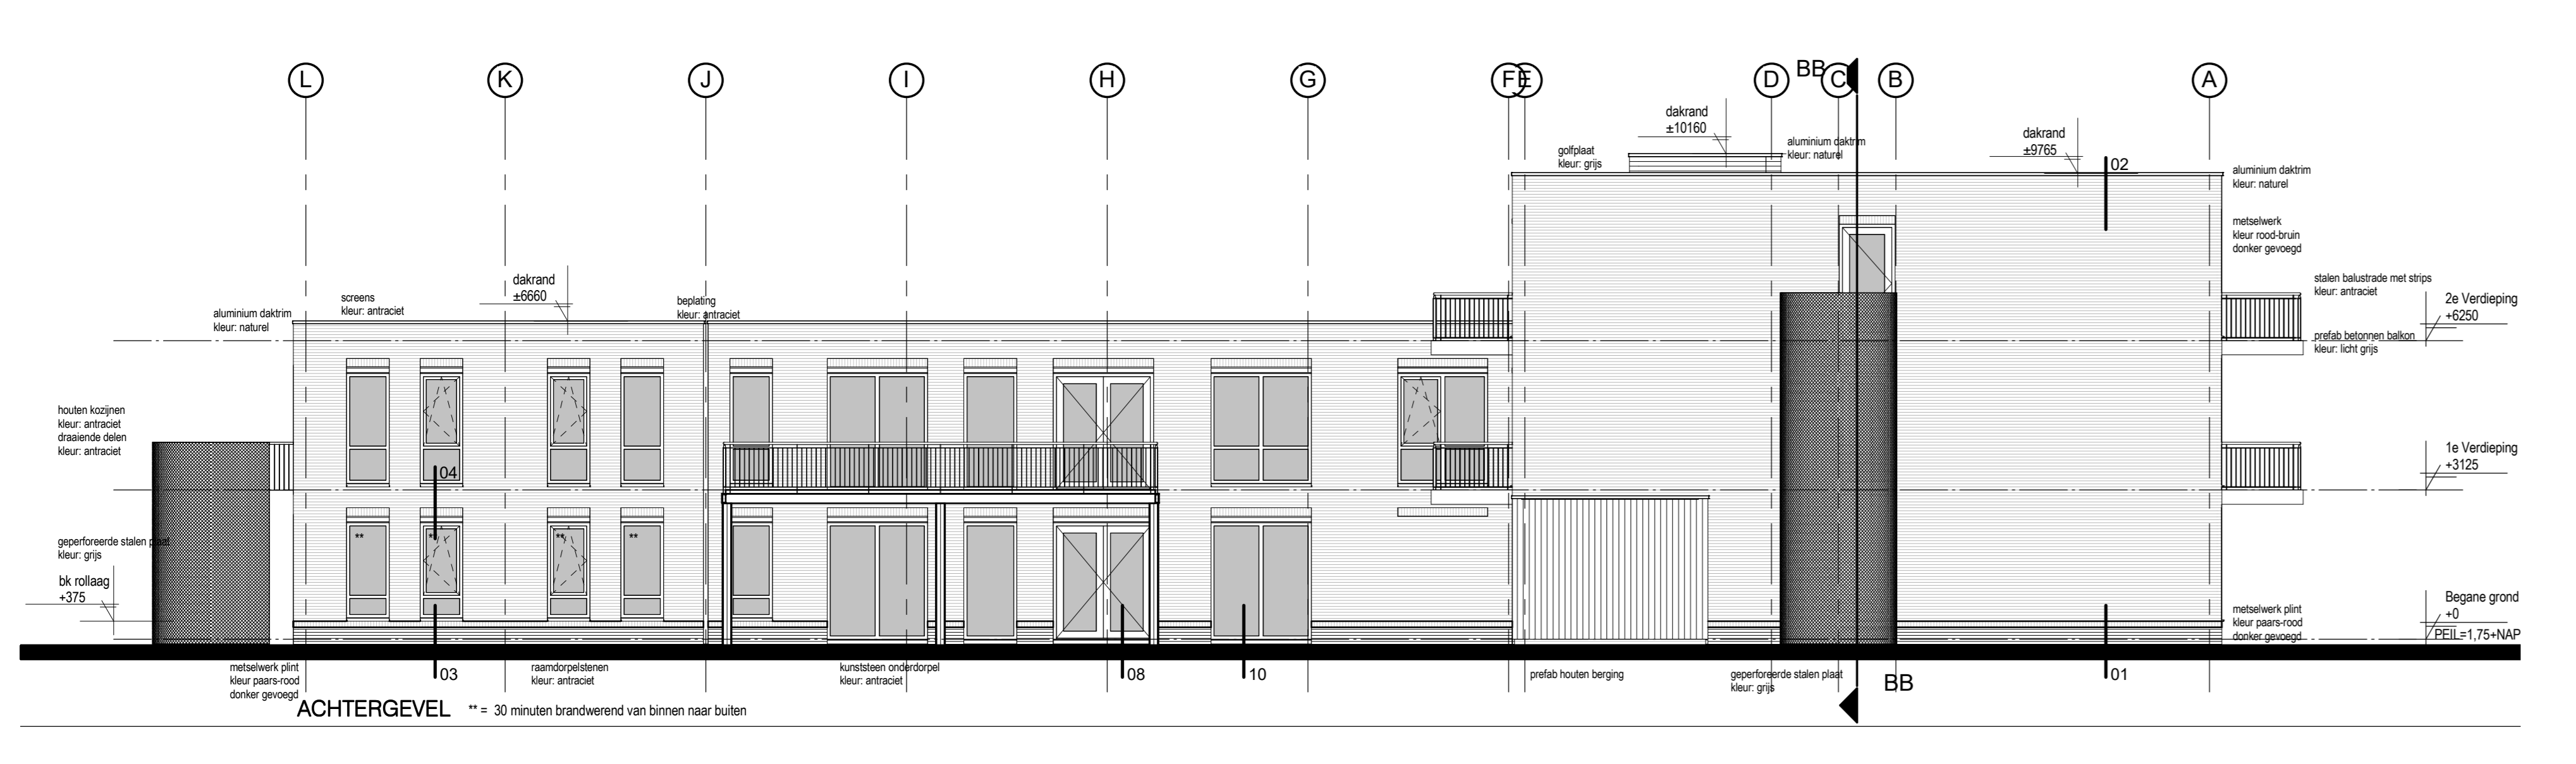 L
K
J
I
H
G
F
E
D
BB
C
B
A
dakrand
±10160
aluminium daktrim
kleur: naturel
golfplaat
kleur: grijs
dakrand
±9765
02
aluminium daktrim
kleur: naturel
metselwerk
kleur rood-bruin
donker gevoegd
stalen balustrade met strips
kleur: antraciet
2e Verdieping
+6250
prefab betonnen balkon
kleur: licht grijs
dakrand
±6660
screens
kleur: antraciet
beplating
kleur: antraciet
aluminium daktrim
kleur: naturel
houten kozijnen
kleur: antraciet
draaiende delen
kleur: antraciet
04
1e Verdieping
+3125
geperforeerde stalen plaat
kleur: grijs
**
**
**
bk rollaag
+375
Begane grond
+0
PEIL=1,75+NAP
metselwerk plint
kleur paars-rood
donker gevoegd
metselwerk plint
kleur paars-rood
donker gevoegd
03
raamdorpelstenen
kleur: antraciet
kunststeen onderdorpel
kleur: antraciet
08
10
prefab houten berging
geperforeerde stalen plaat
kleur: grijs
BB
01
ACHTERGEVEL
** = 30 minuten brandwerend van binnen naar buiten